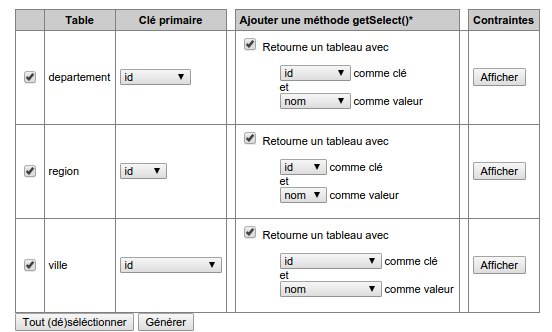 Table Clé primaire Ajouter une méthode getSelect()* Contraintes
Retourne un tableau avec
departement id id comme clé Afficher
et
nom comme valeur
Retourne un tableau avec
region id id comme clé Afficher
et
nom comme valeur
Retourne un tableau avec
ville id id comme clé Afficher
et
nom comme valeur
Tout (dé)séléctionner Générer